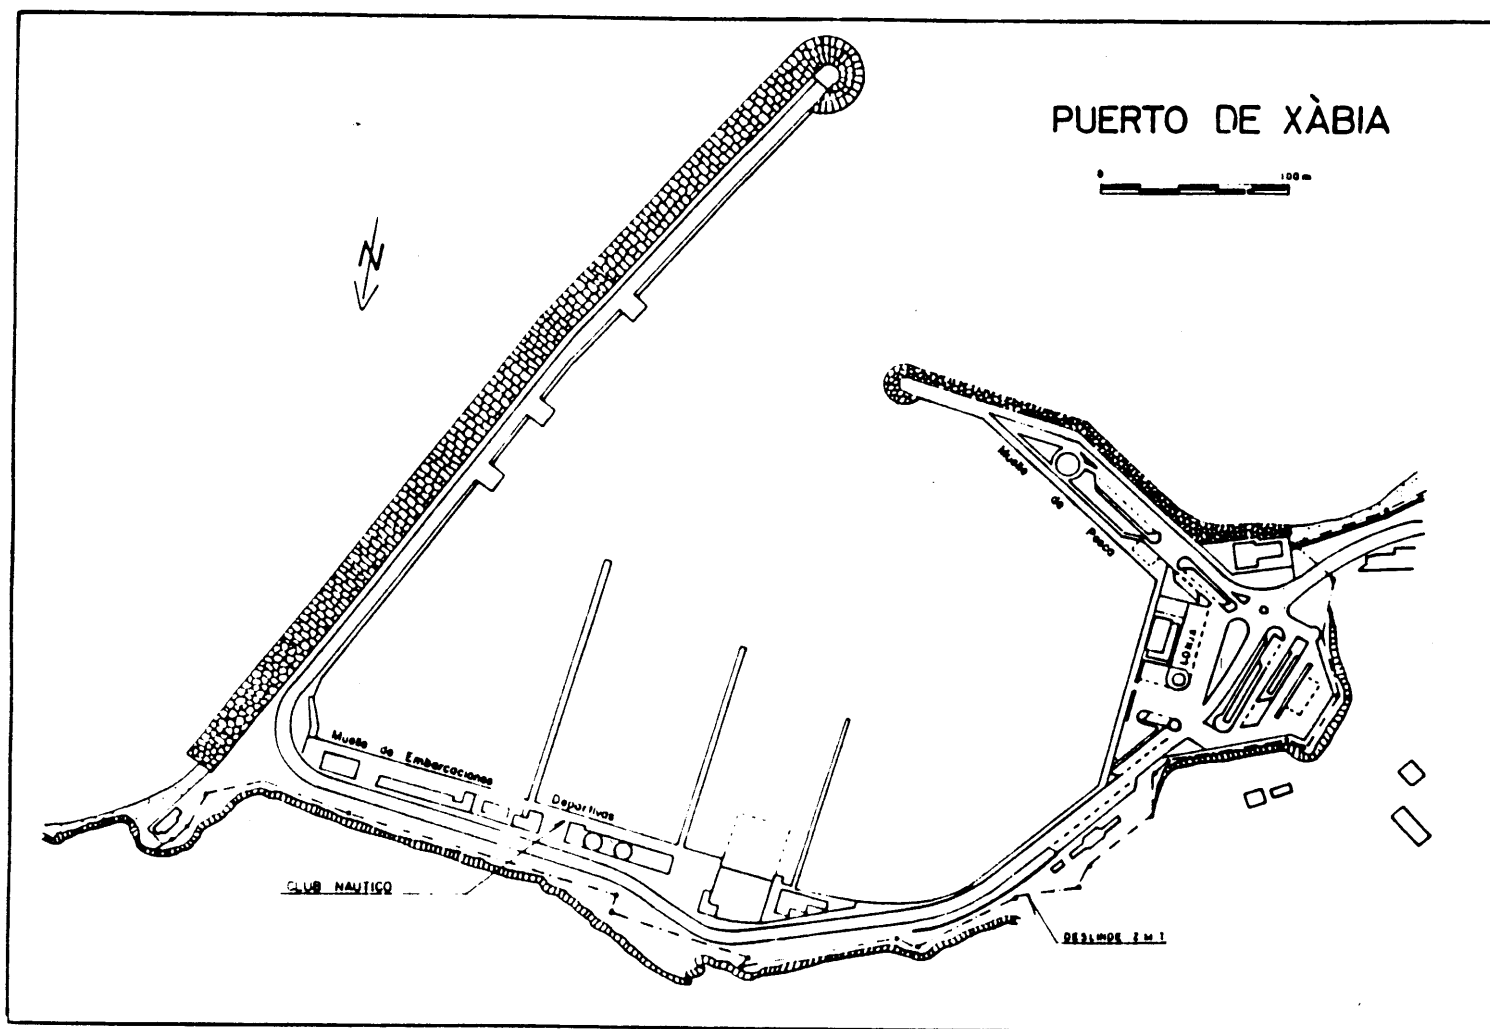 PUERTO DE XÀBIA
0 100 m
N
Muelle de Pesca
LONJA
Muelle de Embarcaciones Deportivas
CLUB NAUTICO
DESLINDE Z M T